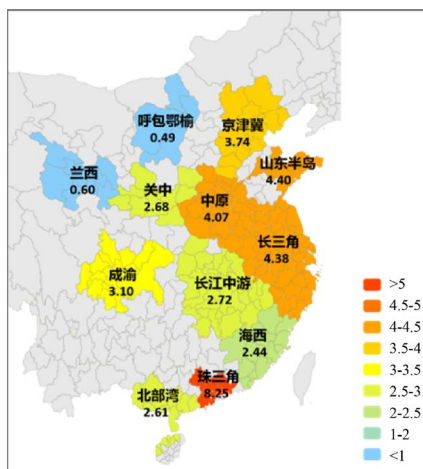 呼包鄂榆
0.49
京津冀
3.74
山东半岛
4.40
兰西
0.60
关中
2.68
中原
4.07
长三角
4.38
成渝
3.10
长江中游
2.72
海西
2.44
珠三角
8.25
北部湾
2.61
>5
4.5-5
4-4.5
3.5-4
3-3.5
2.5-3
2-2.5
1-2
<1